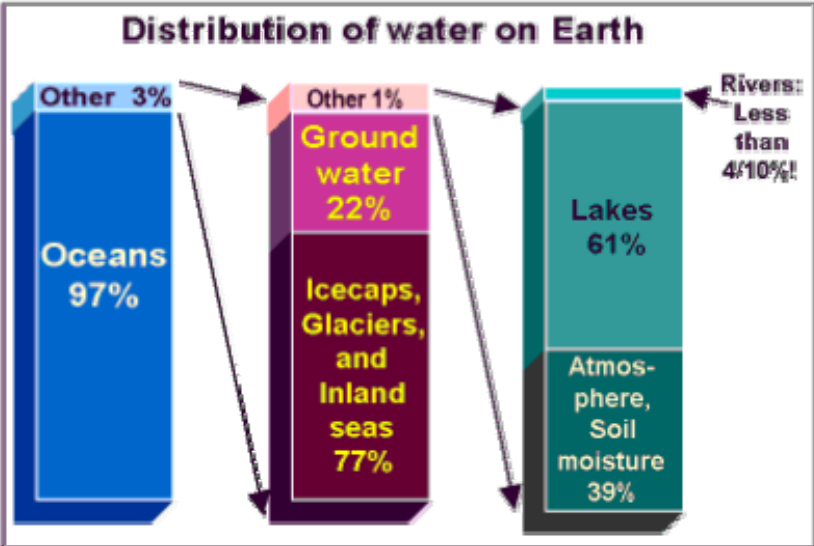 Distribution of water on Earth
Other 3%
Oceans
97%
Other 1%
Ground
water
22%
Icecaps,
Glaciers,
and
Inland
seas
77%
Rivers:
Less
than
4/10%!
Lakes
61%
Atmos-
phere,
Soil
moisture
39%